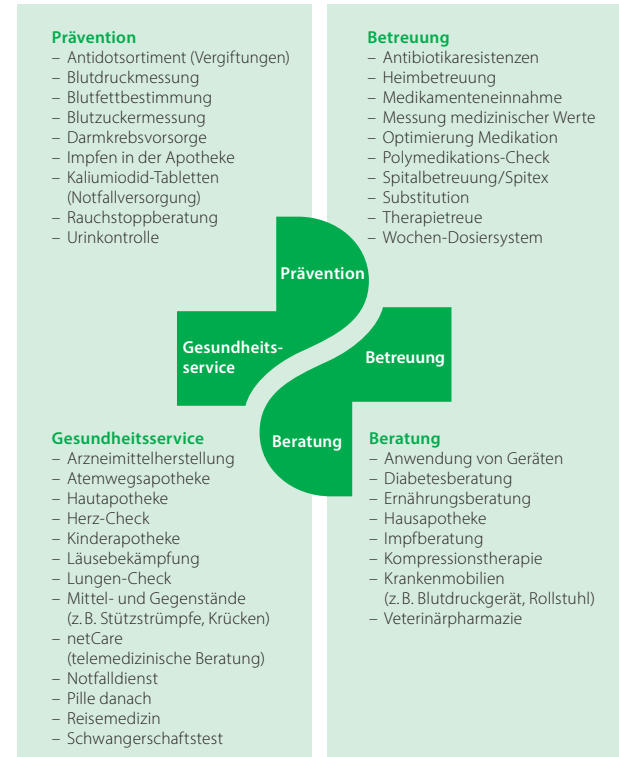 Prävention
– Antidotsortiment (Vergiftungen)
– Blutdruckmessung
– Blutfettbestimmung
– Blutzuckermessung
– Darmkrebsvorsorge
– Impfen in der Apotheke
– Kaliumiodid-Tabletten
(Notfallversorgung)
– Rauchstoppberatung
– Urinkontrolle
Betreuung
– Antibiotikaresistenzen
– Heimbetreuung
– Medikamenteneinnahme
– Messung medizinischer Werte
– Optimierung Medikation
– Polymedikations-Check
– Spitalbetreuung/Spitex
– Substitution
– Therapietreue
– Wochen-Dosiersystem
Prävention
Gesundheits-
service
Betreuung
Beratung
Gesundheitsservice
– Arzneimittelherstellung
– Atemwegsapotheke
– Hautapotheke
– Herz-Check
– Kinderapotheke
– Läusebekämpfung
– Lungen-Check
– Mittel- und Gegenstände
(z. B. Stützstrümpfe, Krücken)
– netCare
(telemedizinische Beratung)
– Notfalldienst
– Pille danach
– Reisemedizin
– Schwangerschaftstest
Beratung
– Anwendung von Geräten
– Diabetesberatung
– Ernährungsberatung
– Hausapotheke
– Impfberatung
– Kompressionstherapie
– Krankenmobilien
(z. B. Blutdruckgerät, Rollstuhl)
– Veterinärpharmazie